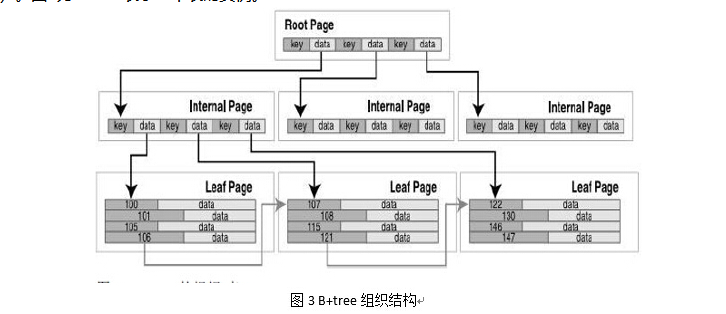 Root Page
key data key data key data
Internal Page Internal Page Internal Page
key data key data key data key data key data key data key data key data key data
Leaf Page Leaf Page Leaf Page
100 data 107 data 122 data
101 data 108 data 130 data
105 data 115 data 146 data
106 data 121 data 147 data
图 3 B+tree 组织结构